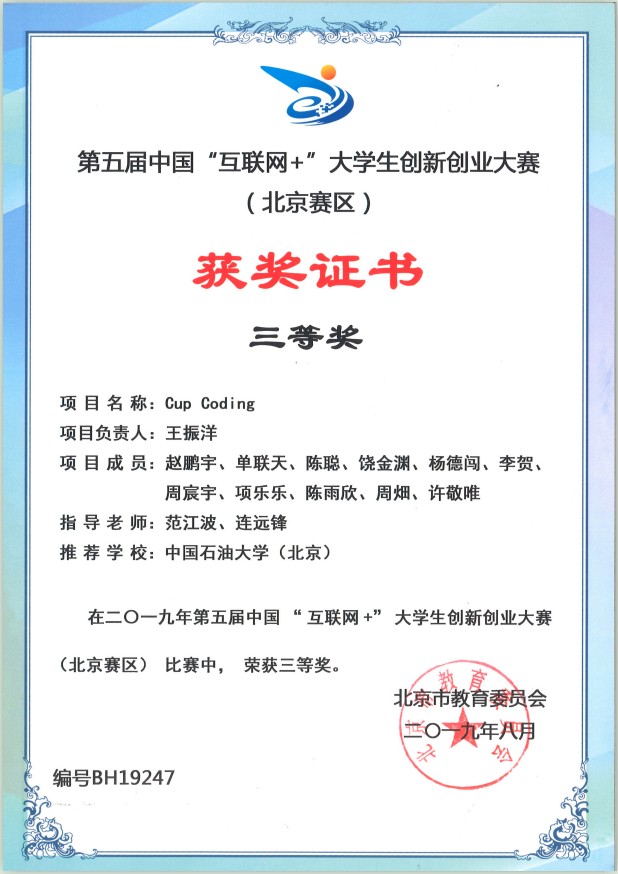 第五届中国“互联网+”大学生创新创业大赛
（北京赛区）
获奖证书
三等奖
项目名称：Cup Coding
项目负责人：王振洋
项目成员：赵鹏宇、单联天、陈聪、饶金渊、杨德闯、李贺、
周宸宇、项乐乐、陈雨欣、周畑、许敬唯
指导老师：范江波、连远锋
推荐学校：中国石油大学（北京）
在二〇一九年第五届中国“互联网+”大学生创新创业大赛
（北京赛区）比赛中，荣获三等奖。
北京市教育委员会
二〇一九年八月
北京市教育委员会
编号BH19247